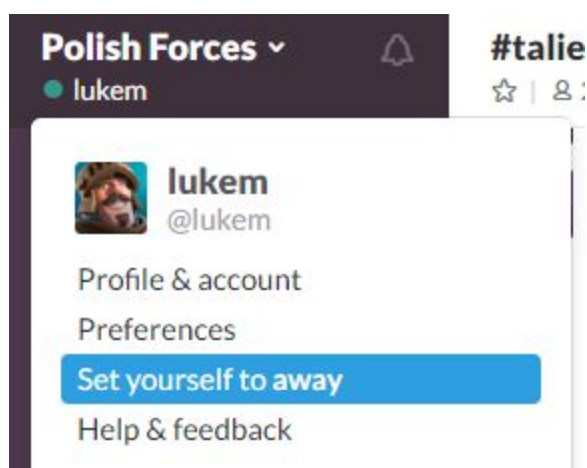 Polish Forces
lukem
#talie
lukem
@lukem
Profile & account
Preferences
Set yourself to away
Help & feedback